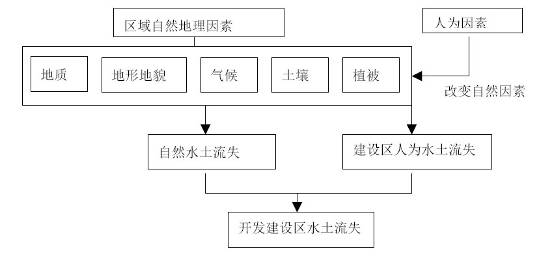 区域自然地理因素
人为因素
地质 地形地貌 气候 土壤 植被
改变自然因素
自然水土流失
建设区人为水土流失
开发建设区水土流失